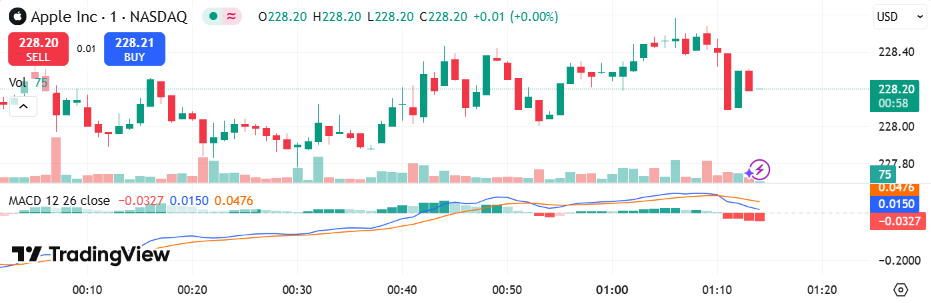 Apple Inc · 1 · NASDAQ O228.20 H228.20 L228.20 C228.20 +0.01 (+0.00%) USD
228.20 SELL 0.01 228.21 BUY
228.40
Vol 75
228.20
00:58
228.00
227.80
75
MACD 12 26 close −0.0327 0.0150 0.0476
0.0476
0.0150
−0.0327
TradingView
−0.2000
00:10 00:20 00:30 00:40 00:50 01:00 01:10 01:20